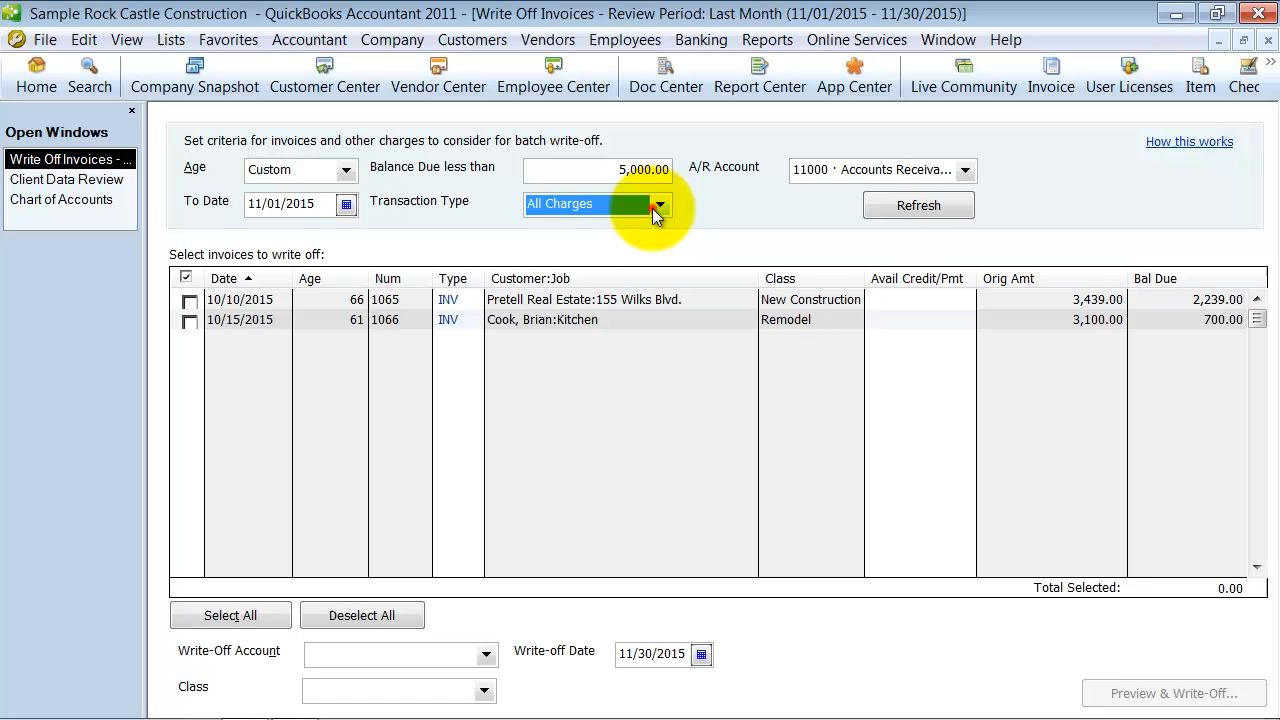 Sample Rock Castle Construction - QuickBooks Accountant 2011 - [Write Off Invoices - Review Period: Last Month (11/01/2015 - 11/30/2015)]
File Edit View Lists Favorites Accountant Company Customers Vendors Employees Banking Reports Online Services Window Help
Home Search Company Snapshot Customer Center Vendor Center Employee Center Doc Center Report Center App Center Live Community Invoice User Licenses Item Chec
Open Windows
Write Off Invoices - ...
Client Data Review
Chart of Accounts
Set criteria for invoices and other charges to consider for batch write-off.
How this works
Age Custom Balance Due less than 5,000.00 A/R Account 11000 · Accounts Receiva...
To Date 11/01/2015 Transaction Type All Charges Refresh
Select invoices to write off:
Date Age Num Type Customer:Job Class Avail Credit/Pmt Orig Amt Bal Due
10/10/2015 66 1065 INV Pretell Real Estate:155 Wilks Blvd. New Construction 3,439.00 2,239.00
10/15/2015 61 1066 INV Cook, Brian:Kitchen Remodel 3,100.00 700.00
Total Selected: 0.00
Select All Deselect All
Write-Off Account Write-off Date 11/30/2015
Class
Preview & Write-Off...